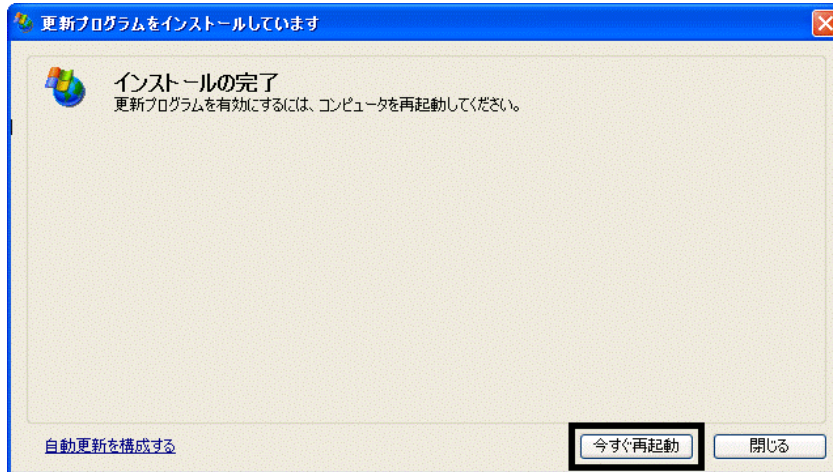 更新プログラムをインストールしています
インストールの完了
更新プログラムを有効にするには、コンピュータを再起動してください。
自動更新を構成する
今すぐ再起動
閉じる